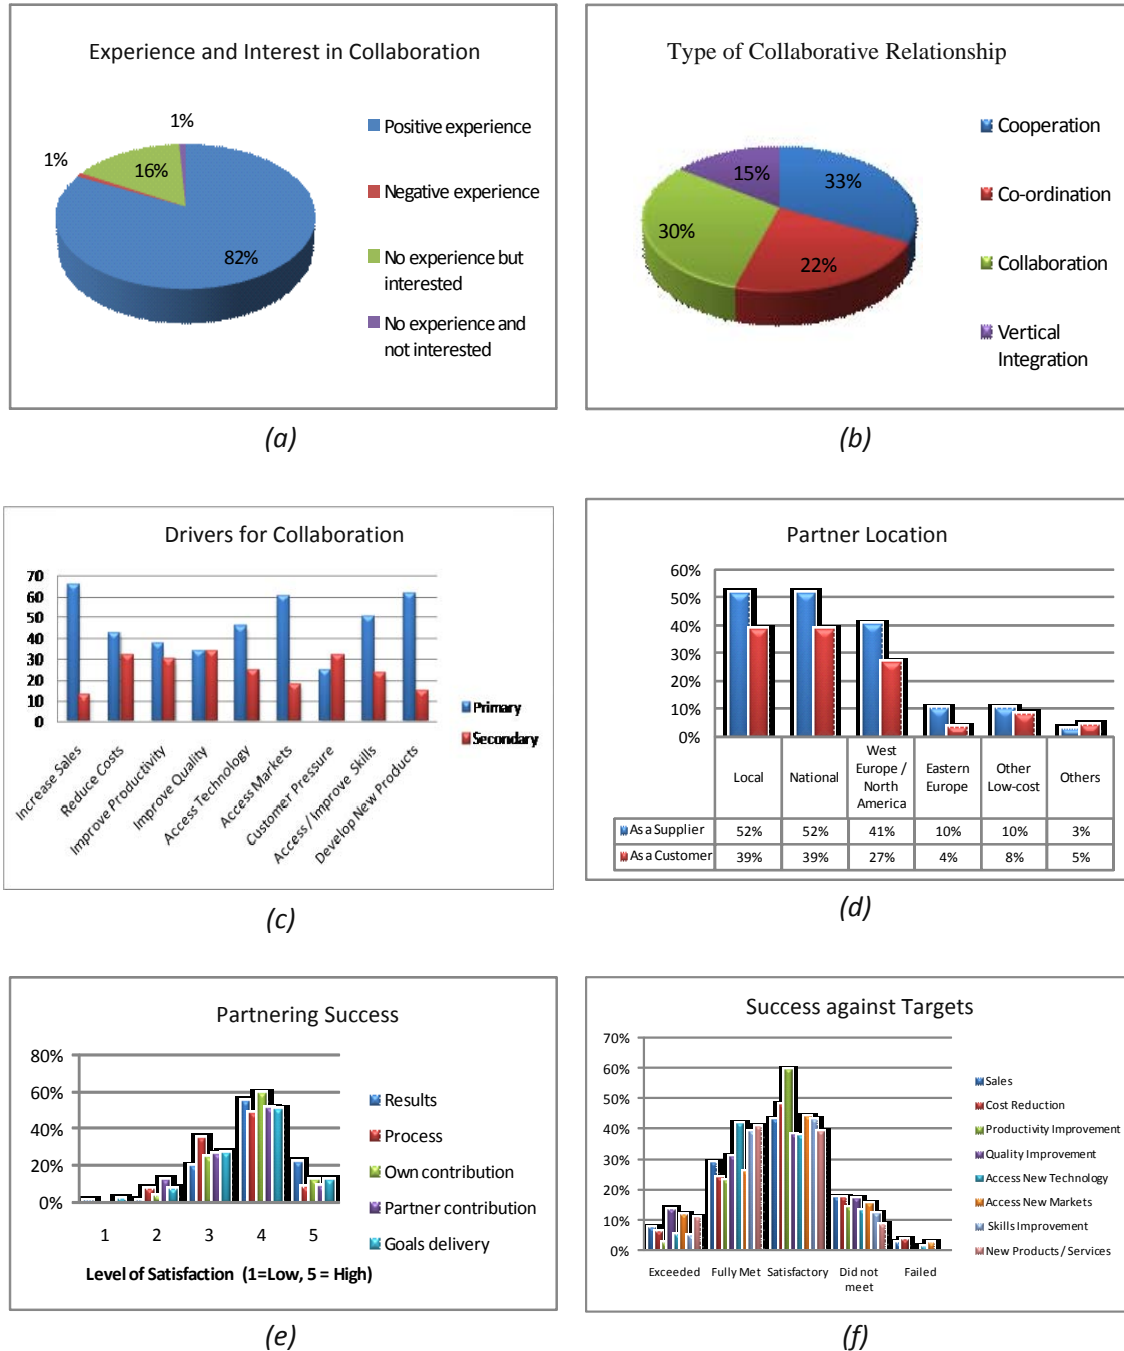 Experience and Interest in Collaboration
1%
1%
16%
82%
Positive experience
Negative experience
No experience but
interested
No experience and
not interested
(a)
Type of Collaborative Relationship
15%
33%
30%
22%
Cooperation
Co-ordination
Collaboration
Vertical
Integration
(b)
Drivers for Collaboration
70
60
50
40
30
20
10
0
Increase Sales
Reduce Costs
Improve Productivity
Improve Quality
Access Technology
Access Markets
Customer Pressure
Access / Improve Skills
Develop New Products
Primary
Secondary
(c)
Partner Location
60%
50%
40%
30%
20%
10%
0%
Local
National
West
Europe /
North
America
Eastern
Europe
Other
Low-cost
Others
As a Supplier 52% 52% 41% 10% 10% 3%
As a Customer 39% 39% 27% 4% 8% 5%
(d)
Partnering Success
80%
60%
40%
20%
0%
1 2 3 4 5
Level of Satisfaction (1=Low, 5 = High)
Results
Process
Own contribution
Partner contribution
Goals delivery
(e)
Success against Targets
70%
60%
50%
40%
30%
20%
10%
0%
Exceeded
Fully Met
Satisfactory
Did not
meet
Failed
Sales
Cost Reduction
Productivity Improvement
Quality Improvement
Access New Technology
Access New Markets
Skills Improvement
New Products / Services
(f)